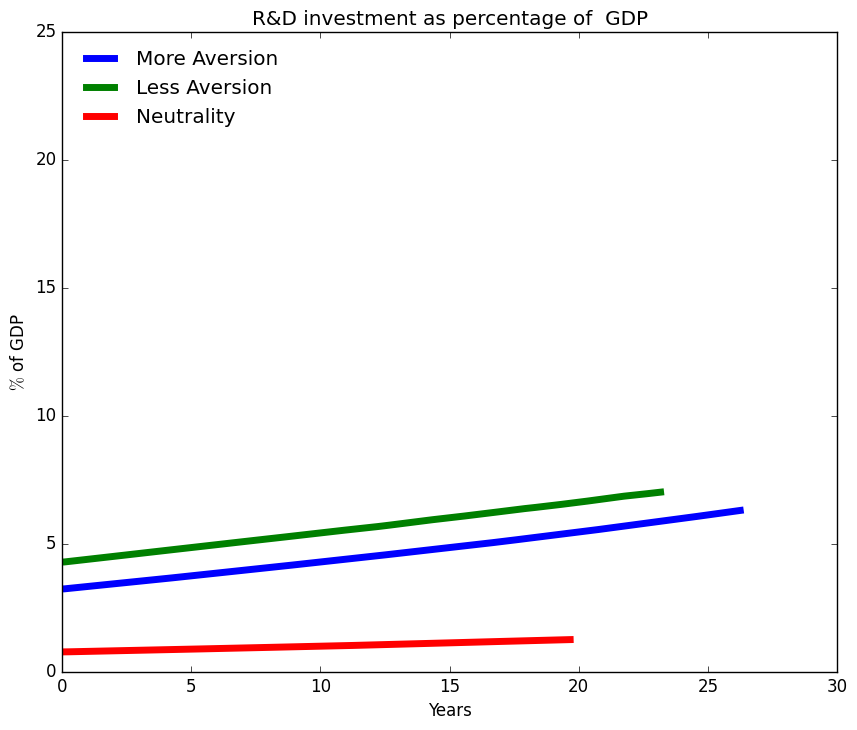 R&D investment as percentage of  GDP
More Aversion
Less Aversion
Neutrality
% of GDP
25
20
15
10
5
0
0 5 10 15 20 25 30
Years